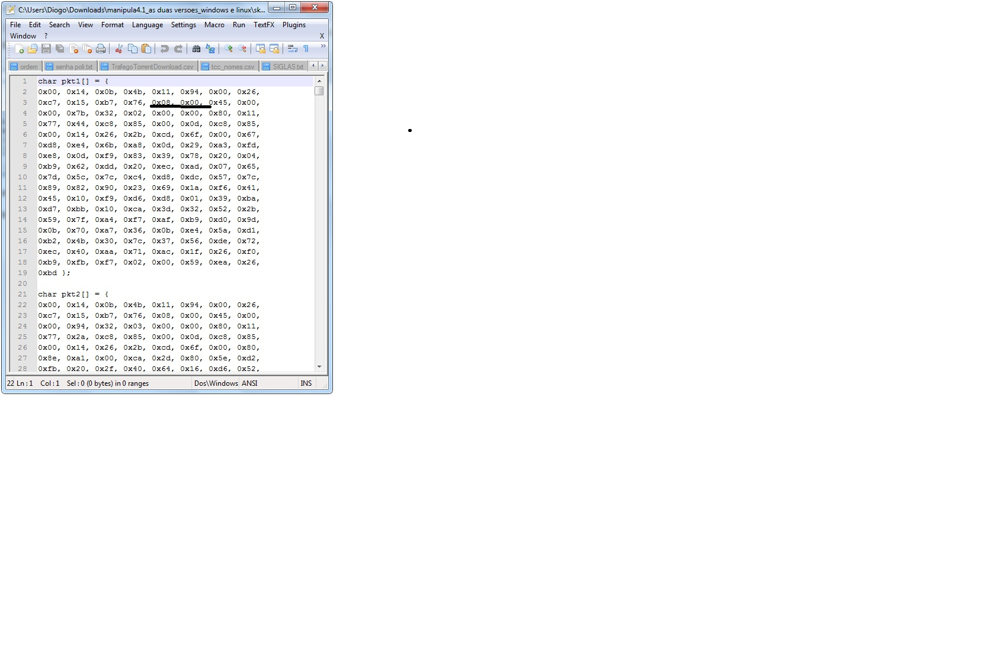 C:\Users\Diogo\Downloads\manipula4.1_as duas versoes_windows e linux\sk...
File Edit Search View Format Language Settings Macro Run TextFX Plugins
Window ? X
ordem senha poli.txt TrafegoTorrentDownload.csv tcc_nomes.csv SIGLAS.txt
1 char pkt1[] = {
2 0x00, 0x14, 0x0b, 0x4b, 0x11, 0x94, 0x00, 0x26,
3 0xc7, 0x15, 0xb7, 0x76, 0x08, 0x00, 0x45, 0x00,
4 0x00, 0x7b, 0x32, 0x02, 0x00, 0x00, 0x80, 0x11,
5 0x77, 0x44, 0xc8, 0x85, 0x00, 0x0d, 0xc8, 0x85,
6 0x00, 0x14, 0x26, 0x2b, 0xcd, 0x6f, 0x00, 0x67,
7 0xd8, 0xe4, 0x6b, 0xa8, 0x0d, 0x29, 0xa3, 0xfd,
8 0xe8, 0x0d, 0xf9, 0x83, 0x39, 0x78, 0x20, 0x04,
9 0xb9, 0x62, 0xdd, 0x20, 0xec, 0xad, 0x07, 0x65,
10 0x7d, 0x5c, 0x7c, 0xc4, 0xd8, 0xdc, 0x57, 0x7c,
11 0x89, 0x82, 0x90, 0x23, 0x69, 0x1a, 0xf6, 0x41,
12 0x45, 0x10, 0xf9, 0xd6, 0xd8, 0x01, 0x39, 0xba,
13 0xd7, 0xbb, 0x10, 0xca, 0x3d, 0x32, 0x52, 0x2b,
14 0x59, 0x7f, 0xa4, 0xf7, 0xaf, 0xb9, 0xd0, 0x9d,
15 0x0b, 0x70, 0xa7, 0x36, 0x0b, 0xe4, 0x5a, 0xd1,
16 0xb2, 0x4b, 0x30, 0x7c, 0x37, 0x56, 0xde, 0x72,
17 0xec, 0x40, 0xaa, 0x71, 0xac, 0x1f, 0x26, 0xf0,
18 0xb9, 0xfb, 0xf7, 0x02, 0x00, 0x59, 0xea, 0x26,
19 0xbd };
20
21 char pkt2[] = {
22 0x00, 0x14, 0x0b, 0x4b, 0x11, 0x94, 0x00, 0x26,
23 0xc7, 0x15, 0xb7, 0x76, 0x08, 0x00, 0x45, 0x00,
24 0x00, 0x94, 0x32, 0x03, 0x00, 0x00, 0x80, 0x11,
25 0x77, 0x2a, 0xc8, 0x85, 0x00, 0x0d, 0xc8, 0x85,
26 0x00, 0x14, 0x26, 0x2b, 0xcd, 0x6f, 0x00, 0x80,
27 0x8e, 0xa1, 0x00, 0xca, 0x2d, 0x80, 0x5e, 0xd2,
28 0xfb, 0x20, 0x2f, 0x40, 0x64, 0x16, 0xd6, 0x52,
22 Ln : 1 Col : 1 Sel : 0 (0 bytes) in 0 ranges Dos\Windows ANSI INS